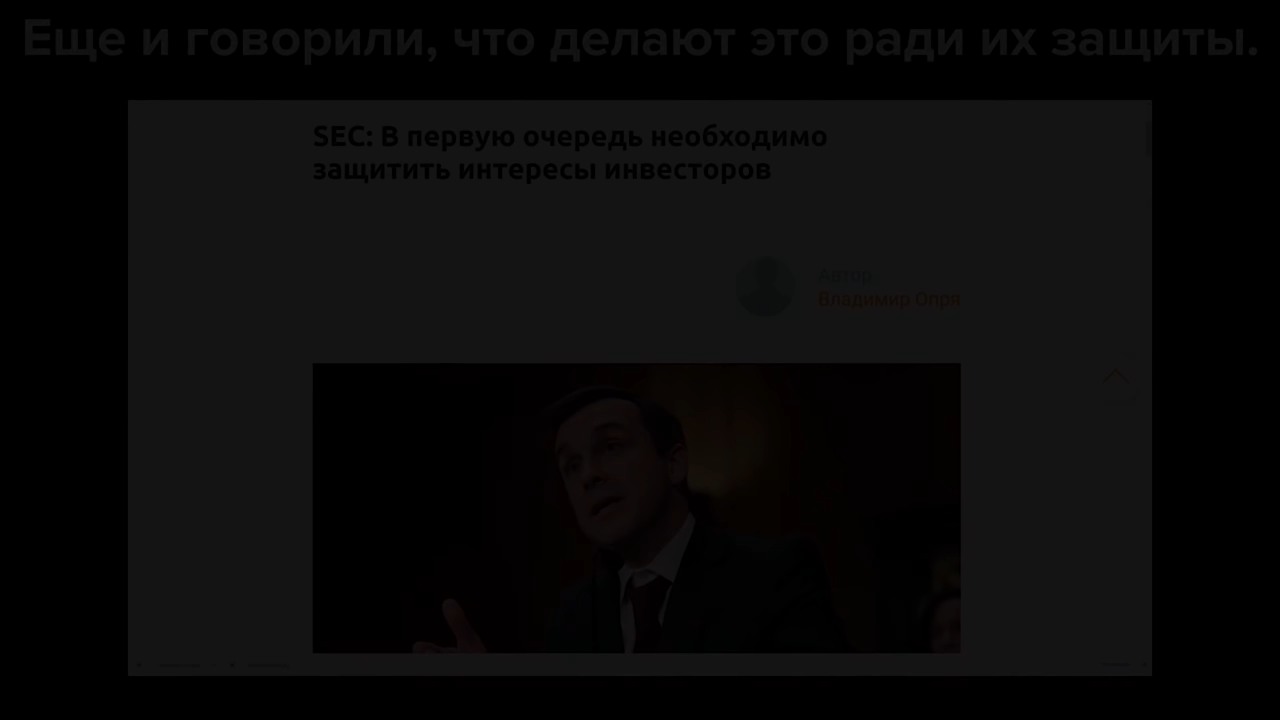 Еще и говорили, что делают это ради их защиты.
SEC: В первую очередь необходимо
защитить интересы инвесторов
Автор
Владимир Опря